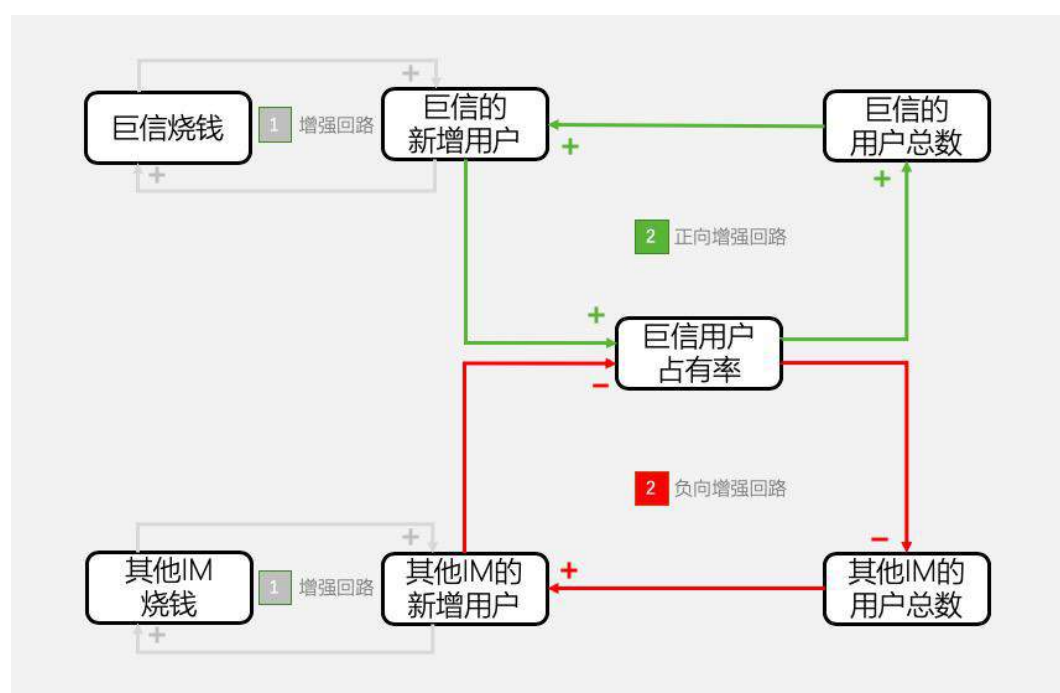 +
巨信的
新增用户
巨信烧钱
1 增强回路
+
+
巨信的
用户总数
+
2 正向增强回路
+
巨信用户
占有率
−
2 负向增强回路
−
+
其他IM
烧钱
1 增强回路
+
其他IM的
新增用户
+
其他IM的
用户总数